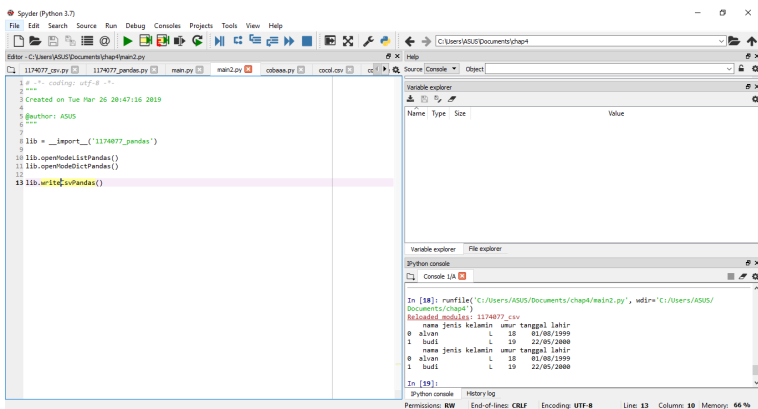 Spyder (Python 3.7)
File Edit Search Source Run Debug Consoles Projects Tools View Help
C:\Users\ASUS\Documents\chap4
Editor - C:\Users\ASUS\Documents\chap4\main2.py
1174077_csv.py 1174077_pandas.py main.py main2.py cobaaa.py cocol.csv
1 # -*- coding: utf-8 -*-
2 """
3 Created on Tue Mar 26 20:47:16 2019
4
5 @author: ASUS
6 """
7
8 lib = __import__('1174077_pandas')
9
10 lib.openModeListPandas()
11 lib.openModeDictPandas()
12
13 lib.writeCsvPandas()
Help
Source Console Object
Variable explorer
Name Type Size Value
Variable explorer File explorer
IPython console
Console 1/A
In [18]: runfile('C:/Users/ASUS/Documents/chap4/main2.py', wdir='C:/Users/ASUS/
Documents/chap4')
Reloaded modules: 1174077_csv
nama jenis kelamin umur tanggal lahir
0 alvan L 18 01/08/1999
1 budi L 19 22/05/2000
nama jenis kelamin umur tanggal lahir
0 alvan L 18 01/08/1999
1 budi L 19 22/05/2000
In [19]:
IPython console History log
Permissions: RW End-of-lines: CRLF Encoding: UTF-8 Line: 13 Column: 10 Memory: 66 %